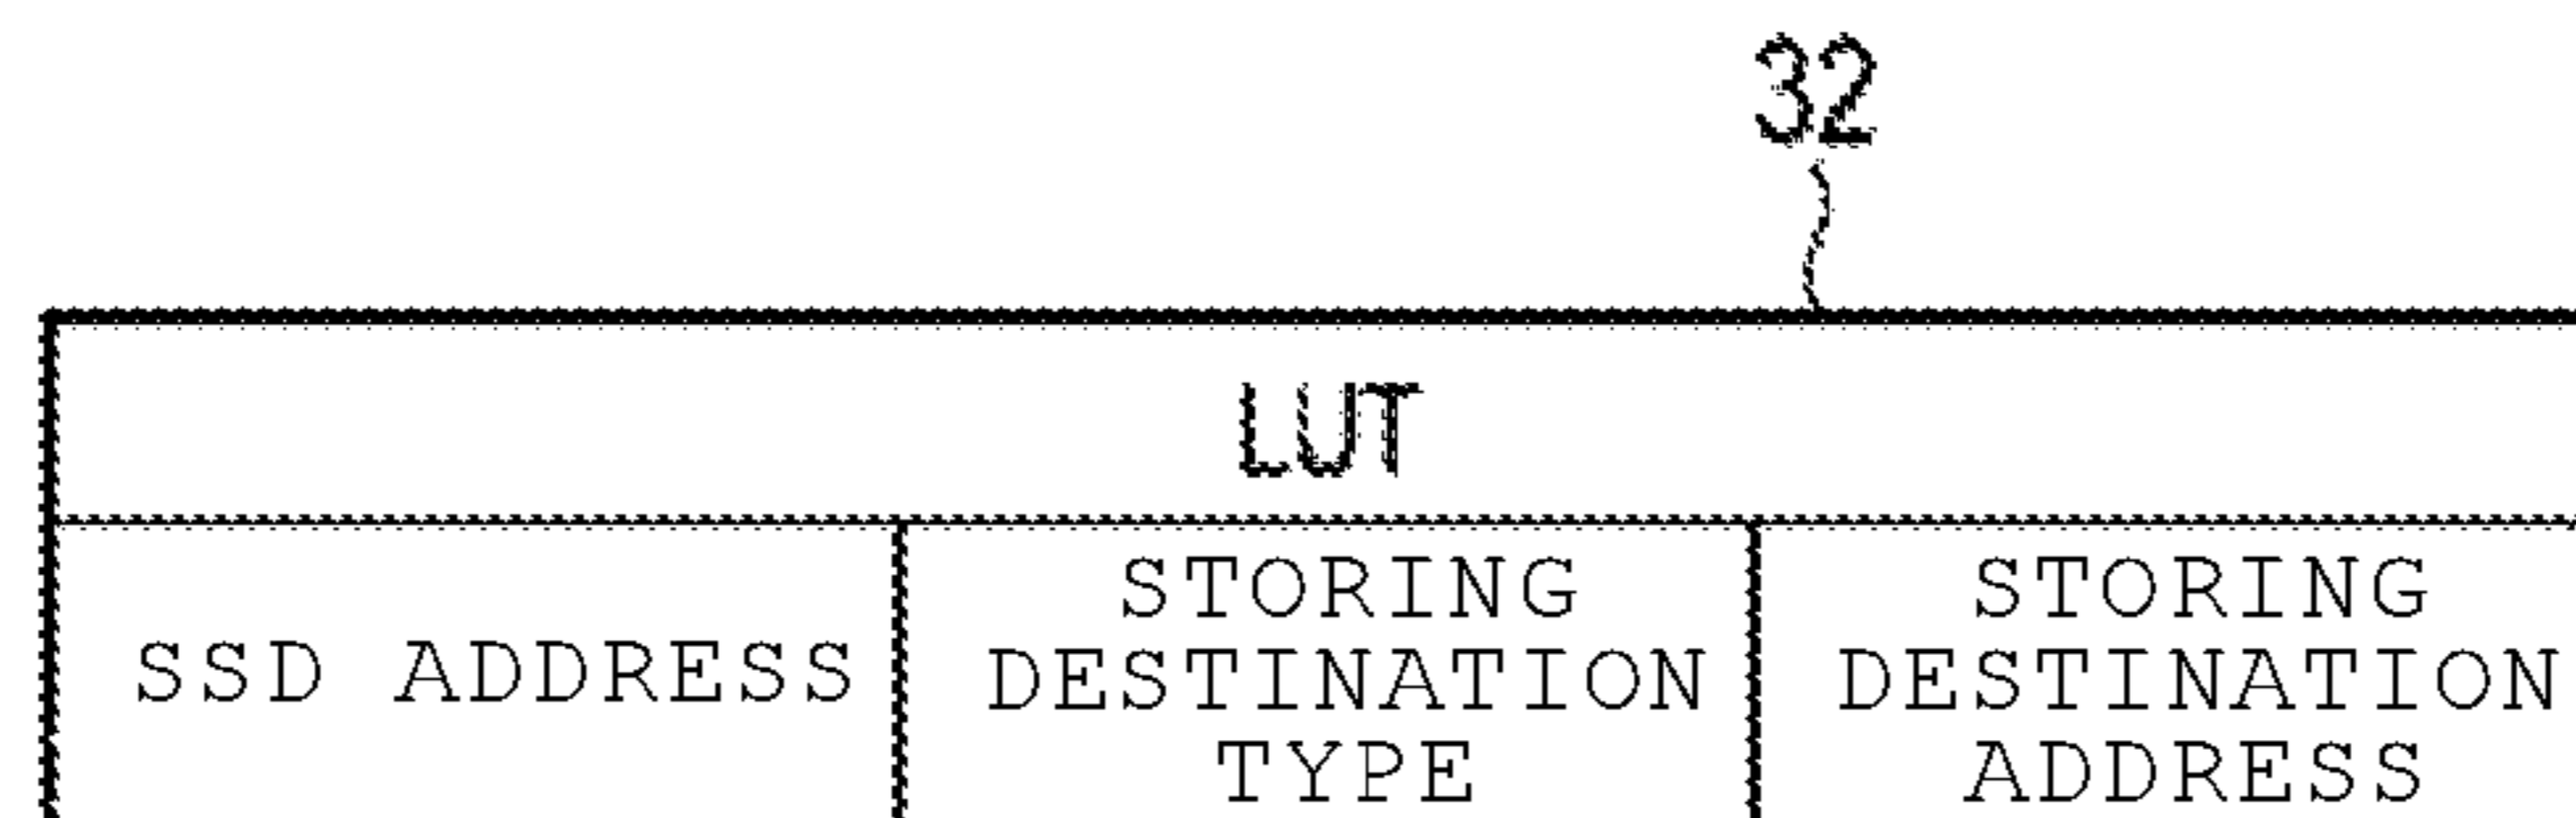 32
LUT
SSD ADDRESS
STORING
DESTINATION
TYPE
STORING
DESTINATION
ADDRESS